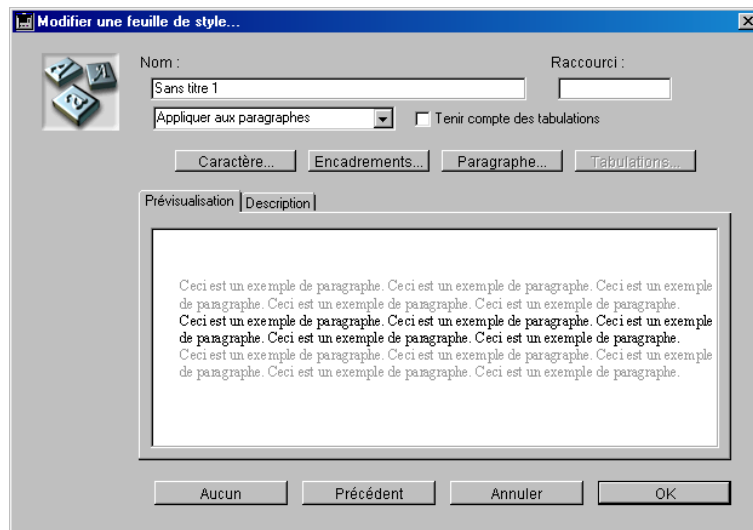 Modifier une feuille de style...
Nom :
Raccourci :
Sans titre 1
Appliquer aux paragraphes
Tenir compte des tabulations
Caractère...
Encadrements...
Paragraphe...
Tabulations...
Prévisualisation
Description
Ceci est un exemple de paragraphe. Ceci est un exemple de paragraphe. Ceci est un exemple
de paragraphe. Ceci est un exemple de paragraphe. Ceci est un exemple de paragraphe.
Ceci est un exemple de paragraphe. Ceci est un exemple de paragraphe. Ceci est un exemple
de paragraphe. Ceci est un exemple de paragraphe. Ceci est un exemple de paragraphe.
Ceci est un exemple de paragraphe. Ceci est un exemple de paragraphe. Ceci est un exemple
de paragraphe. Ceci est un exemple de paragraphe. Ceci est un exemple de paragraphe.
Aucun
Précédent
Annuler
OK